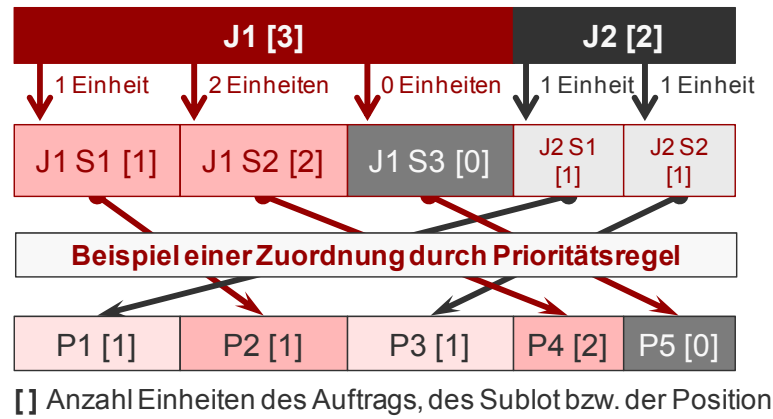 J1 [3] J2 [2]
1 Einheit 2 Einheiten 0 Einheiten 1 Einheit 1 Einheit
J1 S1 [1] J1 S2 [2] J1 S3 [0] J2 S1 [1] J2 S2 [1]
Beispiel einer Zuordnung durch Prioritätsregel
P1 [1] P2 [1] P3 [1] P4 [2] P5 [0]
[ ] Anzahl Einheiten des Auftrags, des Sublot bzw. der Position